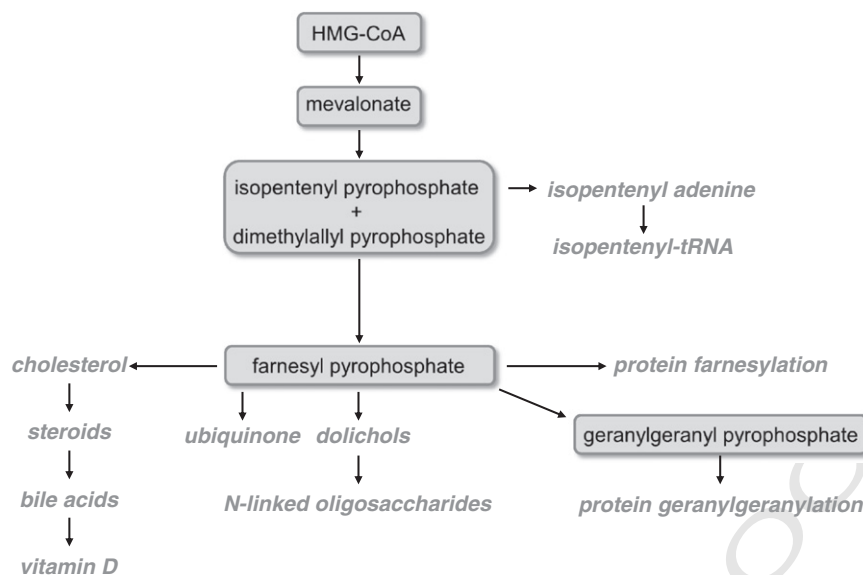 HMG-CoA
mevalonate
isopentenyl pyrophosphate
+
dimethylallyl pyrophosphate
isopentenyl adenine
isopentenyl-tRNA
cholesterol
farnesyl pyrophosphate
protein farnesylation
steroids
ubiquinone
dolichols
geranylgeranyl pyrophosphate
bile acids
N-linked oligosaccharides
protein geranylgeranylation
vitamin D